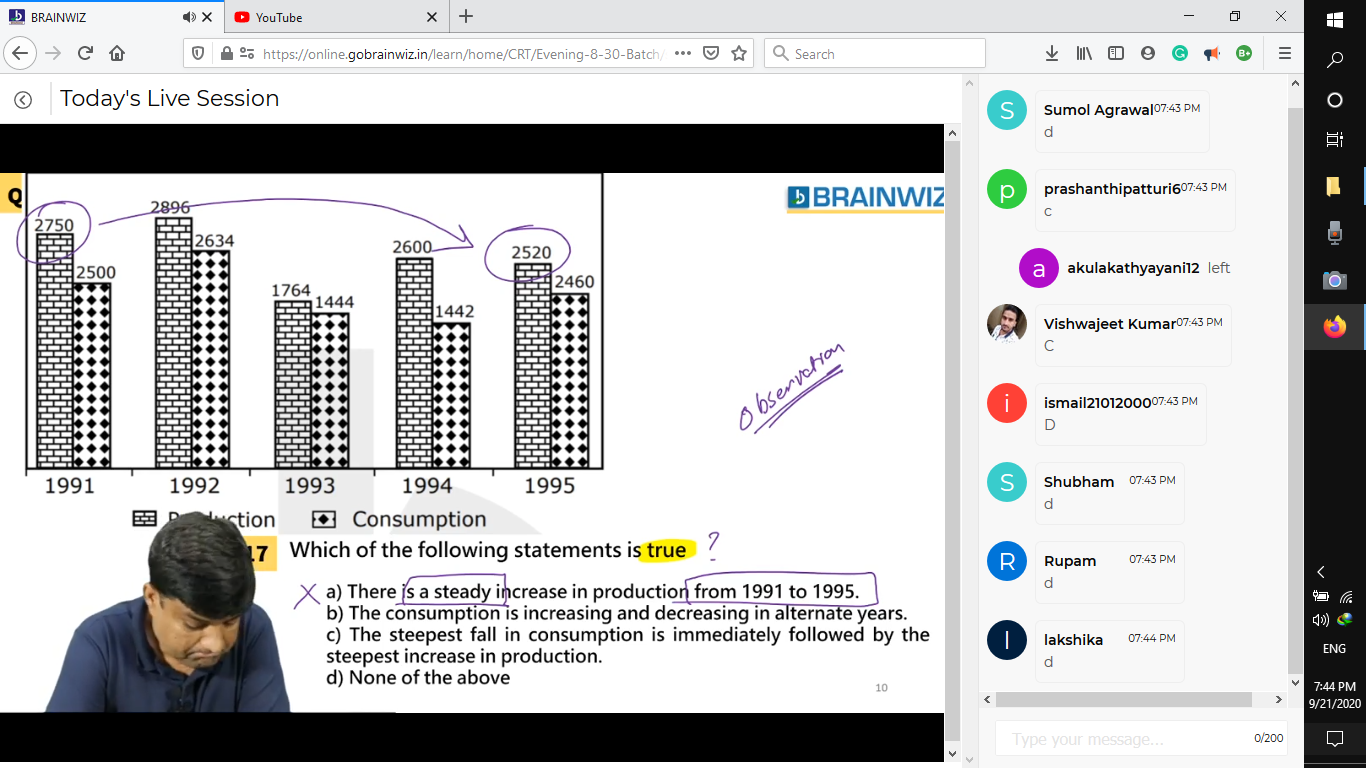 BRAINWIZ
YouTube
https://online.gobrainwiz.in/learn/home/CRT/Evening-8-30-Batch/
Search
Today's Live Session
Q
BRAINWIZ
2750
2500
2896
2634
1764
1444
2600
1442
2520
2460
Observation
1991 1992 1993 1994 1995
Consumption
17 Which of the following statements is true ?
a) There is a steady increase in production from 1991 to 1995.
b) The consumption is increasing and decreasing in alternate years.
c) The steepest fall in consumption is immediately followed by the
steepest increase in production.
d) None of the above
10
S
Sumol Agrawal 07:43 PM
d
p
prashanthipatturi6 07:43 PM
c
a
akulakathyayani12 left
Vishwajeet Kumar 07:43 PM
C
i
ismail21012000 07:43 PM
D
S
Shubham 07:43 PM
d
R
Rupam 07:43 PM
d
l
lakshika 07:44 PM
d
Type your message...
0/200
ENG
7:44 PM
9/21/2020